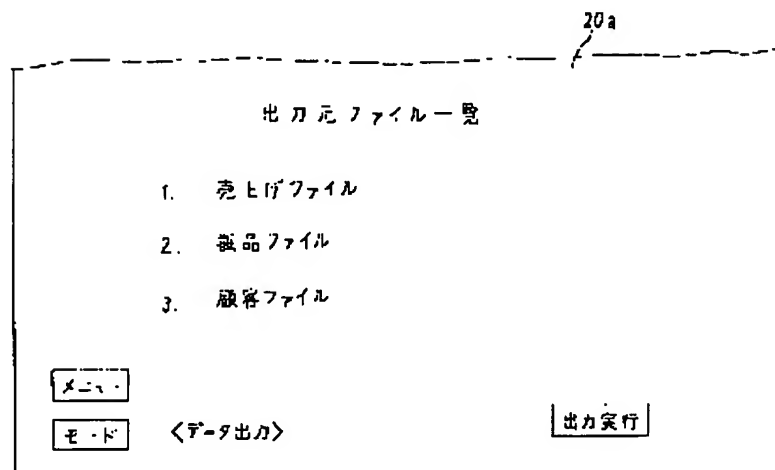 20a
出力元ファイル一覧
1. 売上げファイル
2. 製品ファイル
3. 顧客ファイル
メニュー
モード 〈データ出力〉 出力実行